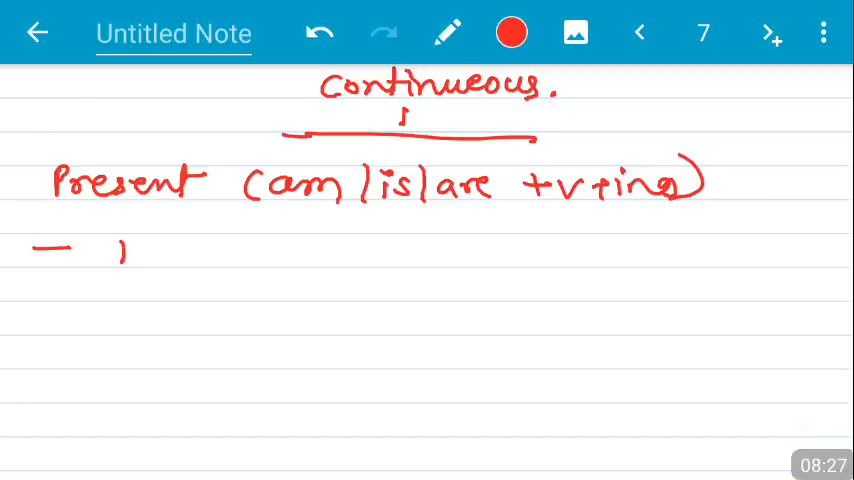 Untitled Note
7
Continueous.
Present (am/is/are +v+ing)
08:27